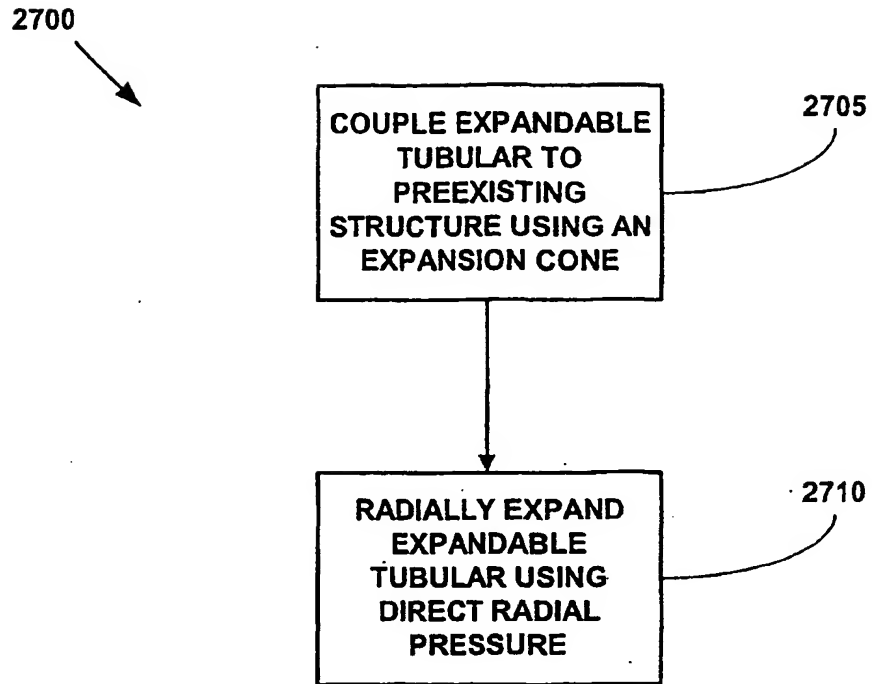 2700
COUPLE EXPANDABLE
TUBULAR TO
PREEXISTING
STRUCTURE USING AN
EXPANSION CONE
2705
RADIALLY EXPAND
EXPANDABLE
TUBULAR USING
DIRECT RADIAL
PRESSURE
2710